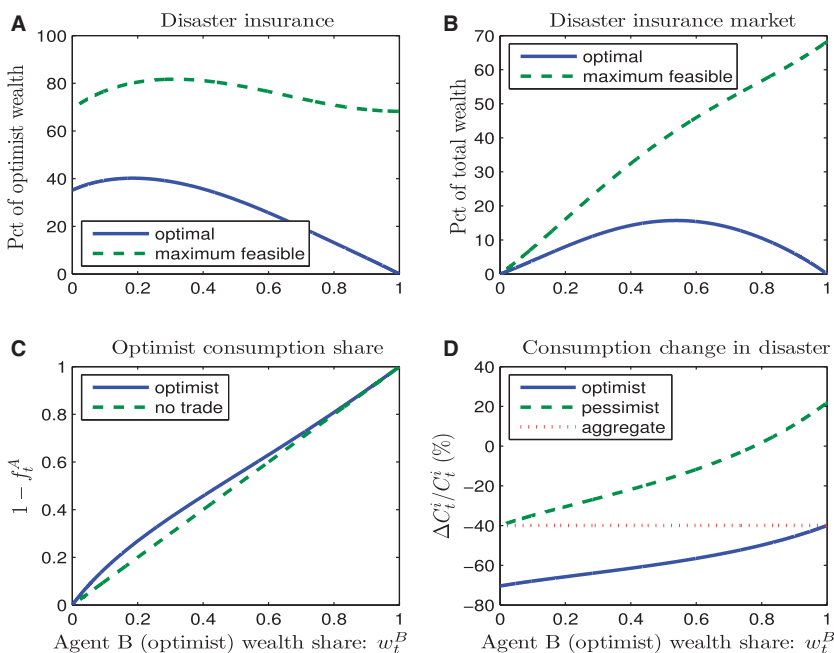 A Disaster insurance
Pct of optimist wealth
100
80
60
40
20
0
optimal
maximum feasible
0 0.2 0.4 0.6 0.8 1
B Disaster insurance market
Pct of total wealth
70
60
50
40
30
20
10
0
optimal
maximum feasible
0 0.2 0.4 0.6 0.8 1
C Optimist consumption share
1 − f_t^A
1
0.8
0.6
0.4
0.2
0
optimist
no trade
0 0.2 0.4 0.6 0.8 1
Agent B (optimist) wealth share: w_t^B
D Consumption change in disaster
ΔC_t^i/C_t^i (%)
40
20
0
−20
−40
−60
−80
optimist
pessimist
aggregate
0 0.2 0.4 0.6 0.8 1
Agent B (optimist) wealth share: w_t^B